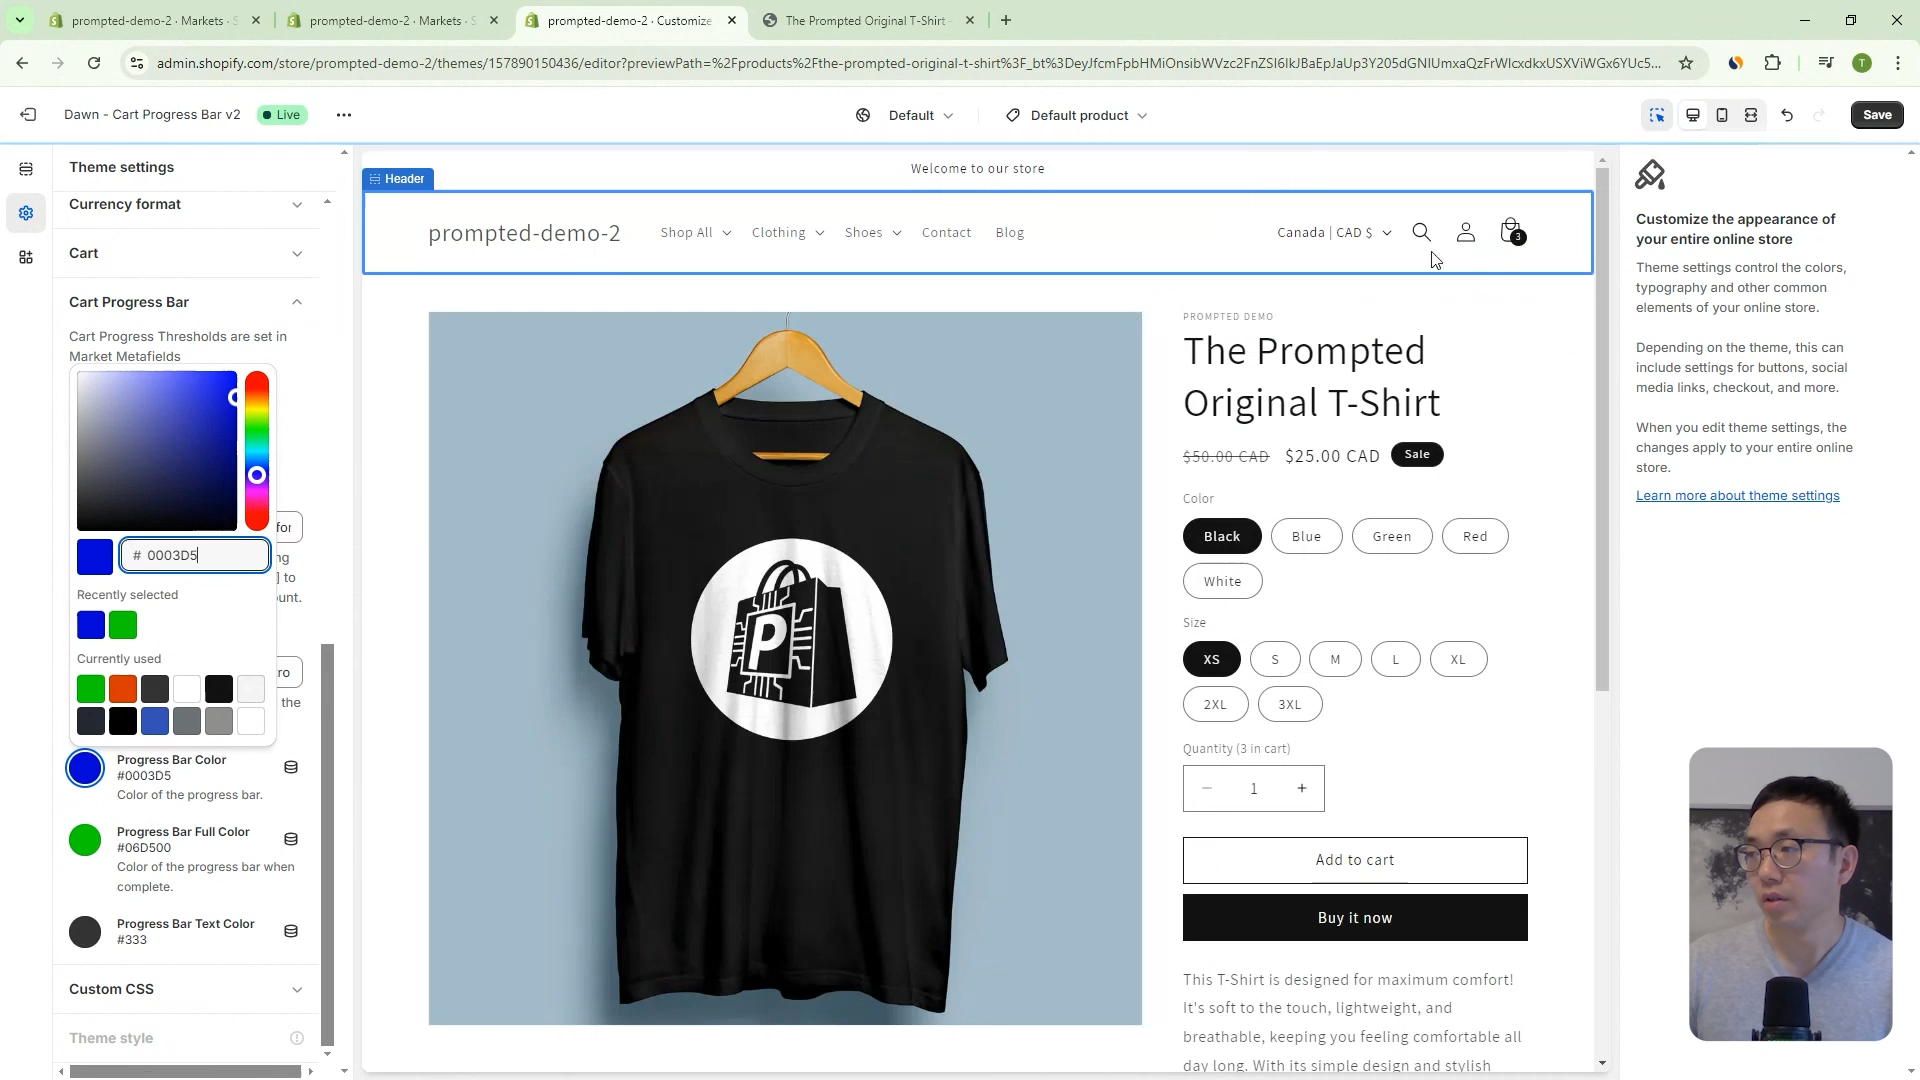 prompted-demo-2 · Markets · S
prompted-demo-2 · Markets · S
prompted-demo-2 · Customize
The Prompted Original T-Shirt –
admin.shopify.com/store/prompted-demo-2/themes/157890150436/editor?previewPath=%2Fproducts%2Fthe-prompted-original-t-shirt%3F_bt%3D
T
Dawn - Cart Progress Bar v2
Live
Default
Default product
Save
Theme settings
Currency format
Cart
Cart Progress Bar
Cart Progress Thresholds are set in
Market Metafields
# 0003D5
Recently selected
Currently used
for
ng
] to
unt.
ro
the
Progress Bar Color
#0003D5
Color of the progress bar.
Progress Bar Full Color
#06D500
Color of the progress bar when
complete.
Progress Bar Text Color
#333
Custom CSS
Theme style
Welcome to our store
Header
prompted-demo-2
Shop All
Clothing
Shoes
Contact
Blog
Canada | CAD $
3
P
PROMPTED DEMO
The Prompted
Original T-Shirt
$50.00 CAD
$25.00 CAD
Sale
Color
Black
Blue
Green
Red
White
Size
XS
S
M
L
XL
2XL
3XL
Quantity (3 in cart)
1
Add to cart
Buy it now
This T-Shirt is designed for maximum comfort!
It's soft to the touch, lightweight, and
breathable, keeping you feeling comfortable all
day long. With its simple design and stylish
Customize the appearance of
your entire online store
Theme settings control the colors,
typography and other common
elements of your online store.
Depending on the theme, this can
include settings for buttons, social
media links, checkout, and more.
When you edit theme settings, the
changes apply to your entire online
store.
Learn more about theme settings